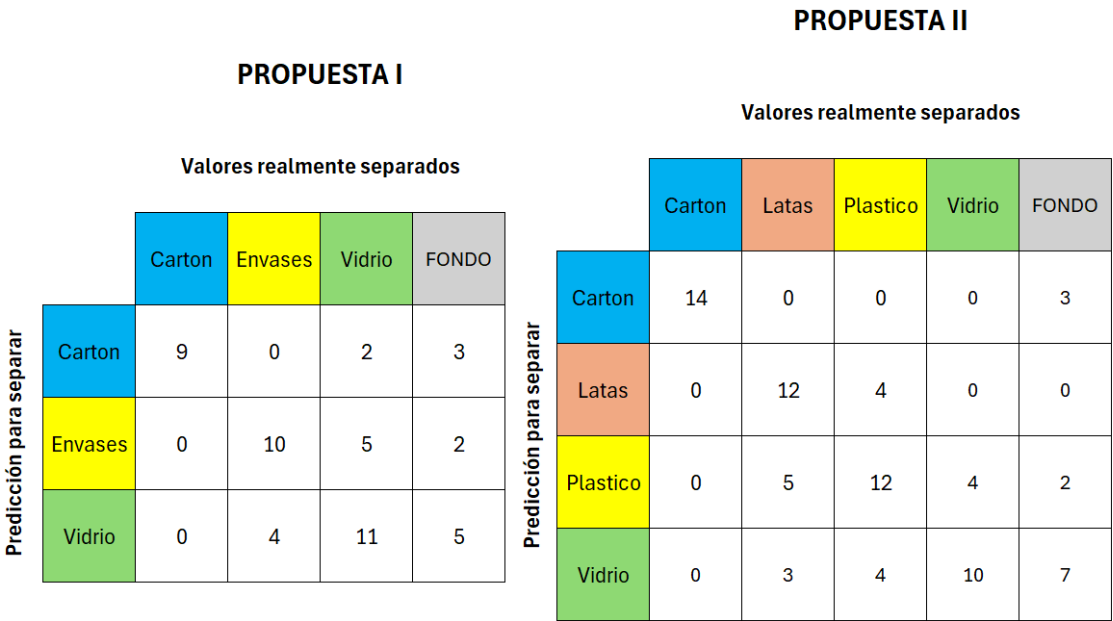 PROPUESTA I
Valores realmente separados
Predicción para separar
Carton Envases Vidrio FONDO
Carton 9 0 2 3
Envases 0 10 5 2
Vidrio 0 4 11 5
PROPUESTA II
Valores realmente separados
Predicción para separar
Carton Latas Plastico Vidrio FONDO
Carton 14 0 0 0 3
Latas 0 12 4 0 0
Plastico 0 5 12 4 2
Vidrio 0 3 4 10 7